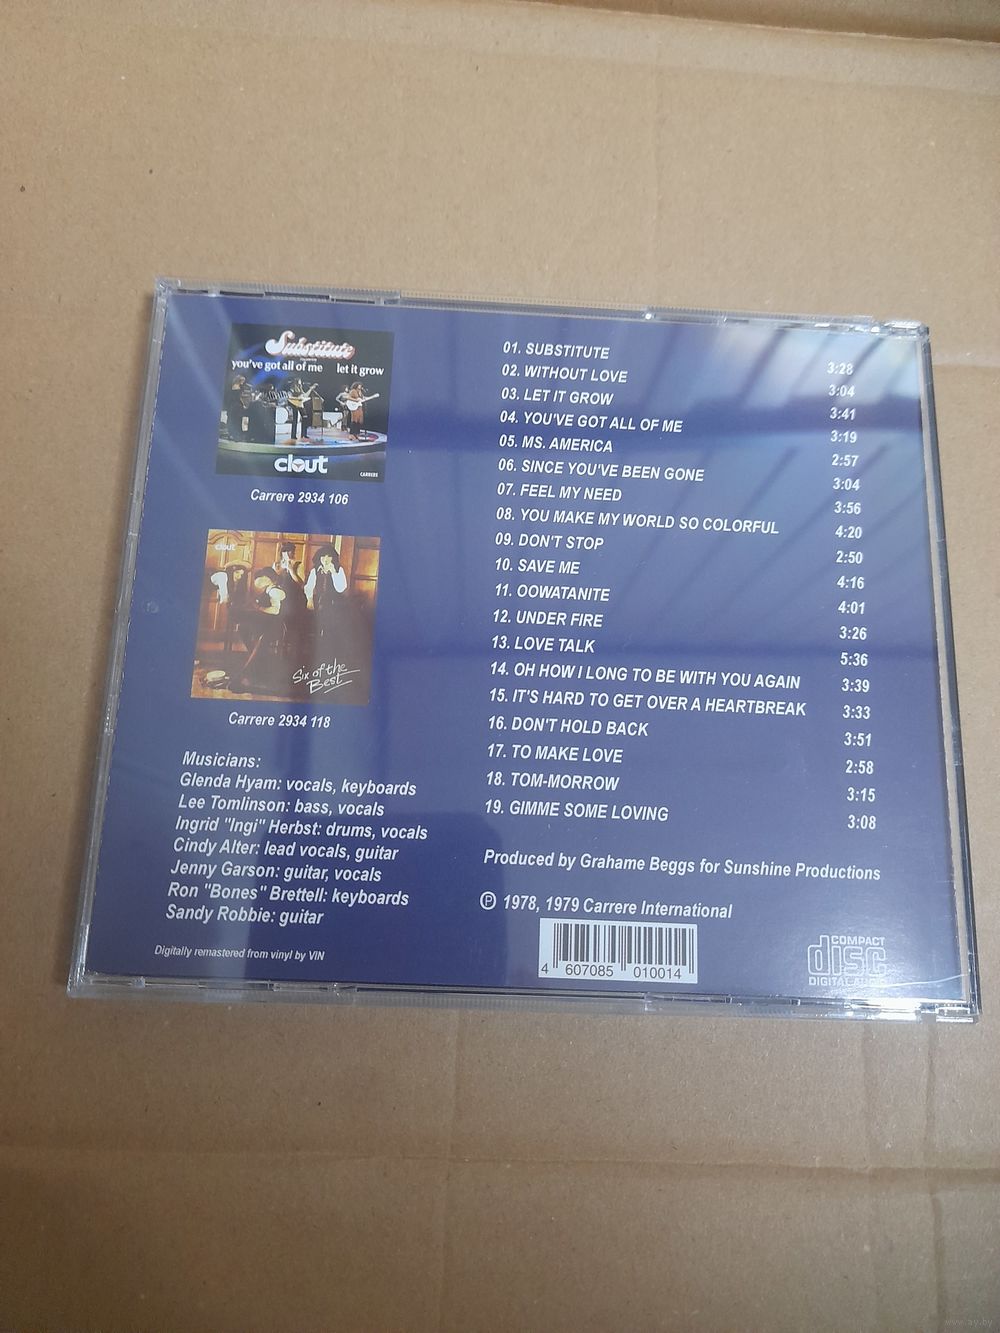 Substitute
you've got all of me let it grow
clout
CARRERE
Carrere 2934 106
clout
Six of the
Best
Carrere 2934 118
Musicians:
Glenda Hyam: vocals, keyboards
Lee Tomlinson: bass, vocals
Ingrid "Ingi" Herbst: drums, vocals
Cindy Alter: lead vocals, guitar
Jenny Garson: guitar, vocals
Ron "Bones" Brettell: keyboards
Sandy Robbie: guitar
Digitally remastered from vinyl by VIN
01. SUBSTITUTE 3:28
02. WITHOUT LOVE 3:04
03. LET IT GROW 3:41
04. YOU'VE GOT ALL OF ME 3:19
05. MS. AMERICA 2:57
06. SINCE YOU'VE BEEN GONE 3:04
07. FEEL MY NEED 3:56
08. YOU MAKE MY WORLD SO COLORFUL 4:20
09. DON'T STOP 2:50
10. SAVE ME 4:16
11. OOWATANITE 4:01
12. UNDER FIRE 3:26
13. LOVE TALK 5:36
14. OH HOW I LONG TO BE WITH YOU AGAIN 3:39
15. IT'S HARD TO GET OVER A HEARTBREAK 3:33
16. DON'T HOLD BACK 3:51
17. TO MAKE LOVE 2:58
18. TOM-MORROW 3:15
19. GIMME SOME LOVING 3:08
Produced by Grahame Beggs for Sunshine Productions
℗ 1978, 1979 Carrere International
4 607085 010014
COMPACT
disc
DIGITAL AUDIO
www.ay.by